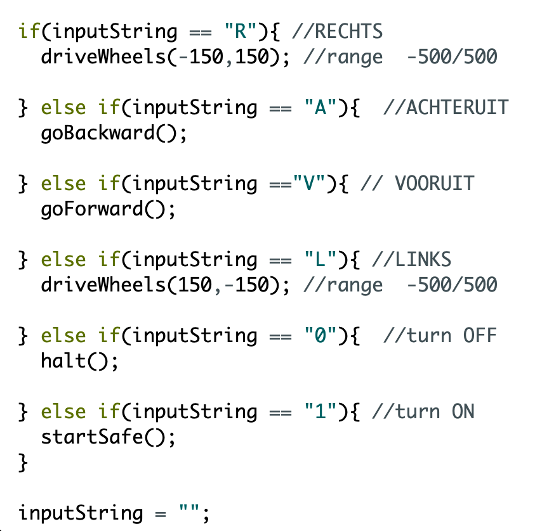 if(inputString == "R"){ //RECHTS
driveWheels(-150,150); //range -500/500
} else if(inputString == "A"){ //ACHTERUIT
goBackward();
} else if(inputString =="V"){ // VOORUIT
goForward();
} else if(inputString == "L"){ //LINKS
driveWheels(150,-150); //range -500/500
} else if(inputString == "0"){ //turn OFF
halt();
} else if(inputString == "1"){ //turn ON
startSafe();
}
inputString = "";